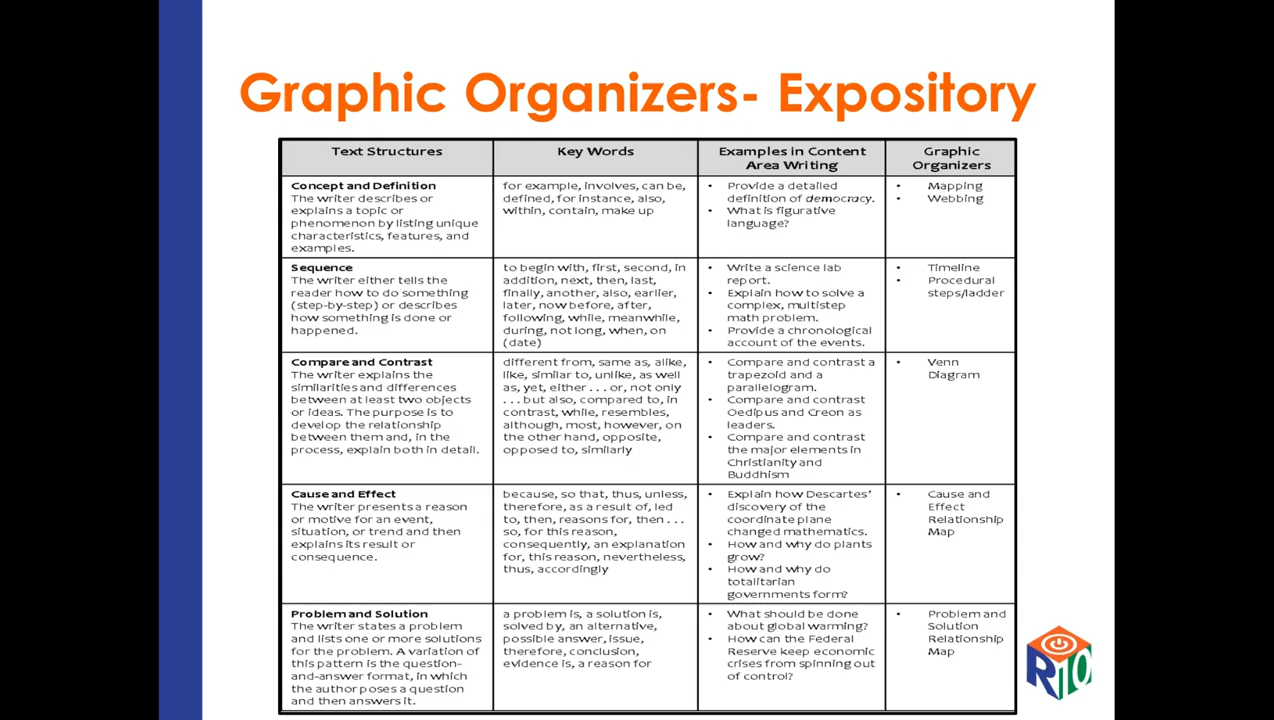 Graphic Organizers- Expository
Text Structures
Key Words
Examples in Content
Area Writing
Graphic
Organizers
Concept and Definition
The writer describes or
explains a topic or
phenomenon by listing unique
characteristics, features, and
examples.
for example, involves, can be,
defined, for instance, also,
within, contain, make up
• Provide a detailed
definition of democracy.
• What is figurative
language?
• Mapping
• Webbing
Sequence
The writer either tells the
reader how to do something
(step-by-step) or describes
how something is done or
happened.
to begin with, first, second, in
addition, next, then, last,
finally, another, also, earlier,
later, now before, after,
following, while, meanwhile,
during, not long, when, on
(date)
• Write a science lab
report.
• Explain how to solve a
complex, multistep
math problem.
• Provide a chronological
account of the events.
• Timeline
• Procedural
steps/ladder
Compare and Contrast
The writer explains the
similarities and differences
between at least two objects
or ideas. The purpose is to
develop the relationship
between them and, in the
process, explain both in detail.
different from, same as, alike,
like, similar to, unlike, as well
as, yet, either . . . or, not only
. . . but also, compared to, in
contrast, while, resembles,
although, most, however, on
the other hand, opposite,
opposed to, similarly
• Compare and contrast a
trapezoid and a
parallelogram.
• Compare and contrast
Oedipus and Creon as
leaders.
• Compare and contrast
the major elements in
Christianity and
Buddhism
• Venn
Diagram
Cause and Effect
The writer presents a reason
or motive for an event,
situation, or trend and then
explains its result or
consequence.
because, so that, thus, unless,
therefore, as a result of, led
to, then, reasons for, then . . .
so, for this reason,
consequently, an explanation
for, this reason, nevertheless,
thus, accordingly
• Explain how Descartes’
discovery of the
coordinate plane
changed mathematics.
• How and why do plants
grow?
• How and why do
totalitarian
governments form?
• Cause and
Effect
Relationship
Map
Problem and Solution
The writer states a problem
and lists one or more solutions
for the problem. A variation of
this pattern is the question-
and-answer format, in which
the author poses a question
and then answers it.
a problem is, a solution is,
solved by, an alternative,
possible answer, issue,
therefore, conclusion,
evidence is, a reason for
• What should be done
about global warming?
• How can the Federal
Reserve keep economic
crises from spinning out
of control?
• Problem and
Solution
Relationship
Map
R10